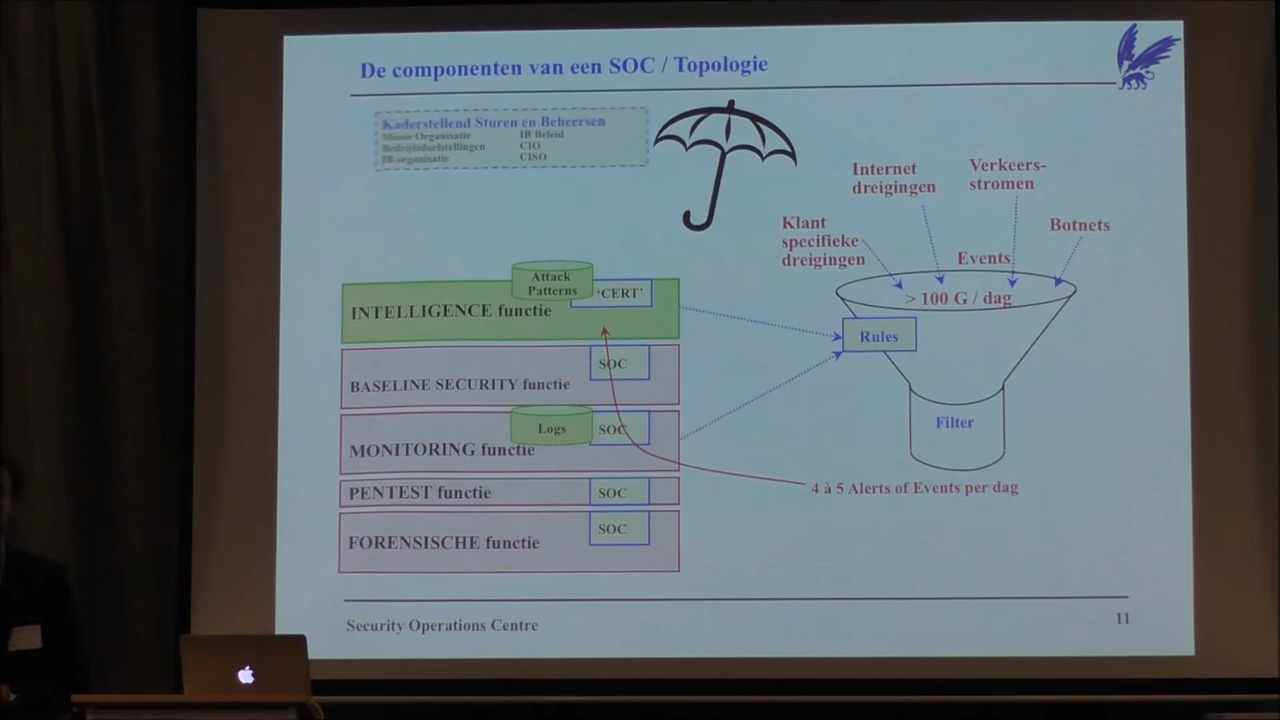 De componenten van een SOC / Topologie
Kaderstellend Sturen en Beheersen
Missie Organisatie IB Beleid
Bedrijfsdoelstellingen CIO
IB organisatie CISO
Internet
dreigingen
Verkeers-
stromen
Klant
specifieke
dreigingen
Botnets
Events
> 100 G / dag
Rules
Filter
Attack
Patterns
'CERT'
INTELLIGENCE functie
SOC
BASELINE SECURITY functie
Logs
SOC
MONITORING functie
PENTEST functie
SOC
SOC
FORENSISCHE functie
4 à 5 Alerts of Events per dag
Security Operations Centre
11